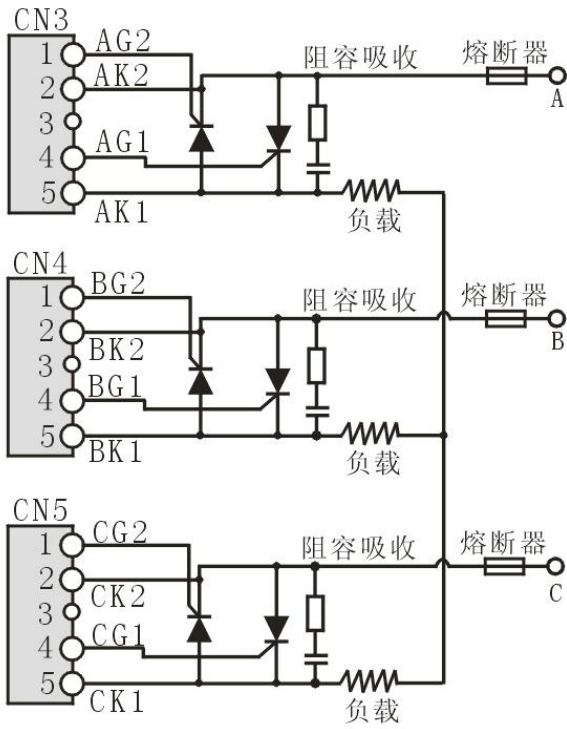 CN3
1 AG2
阻容吸收 熔断器
2 AK2
A
3
4 AG1
5
AK1 负载
CN4
1 BG2
阻容吸收 熔断器
2
BK2 B
3
4 BG1
5
BK1 负载
CN5
1 CG2
阻容吸收 熔断器
2
CK2 C
3
4 CG1
5
CK1 负载